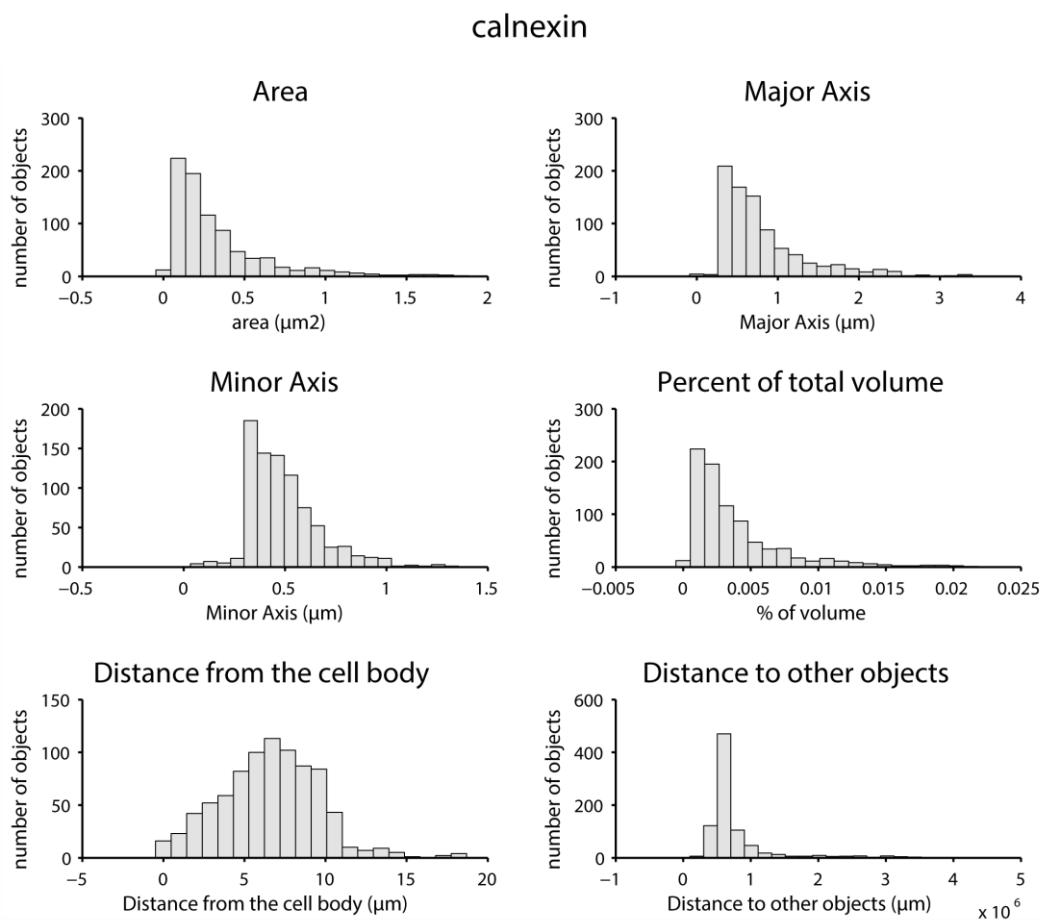 calnexin
Area
number of objects
300
200
100
0
−0.5 0 0.5 1 1.5 2
area (µm2)
Major Axis
number of objects
300
200
100
0
−1 0 1 2 3 4
Major Axis (µm)
Minor Axis
number of objects
200
150
100
50
0
−0.5 0 0.5 1 1.5
Minor Axis (µm)
Percent of total volume
number of objects
300
200
100
0
−0.005 0 0.005 0.01 0.015 0.02 0.025
% of volume
Distance from the cell body
number of objects
150
100
50
0
−5 0 5 10 15 20
Distance from the cell body (µm)
Distance to other objects
number of objects
600
400
200
0
−1 0 1 2 3 4 5
Distance to other objects (µm)
x 10 6